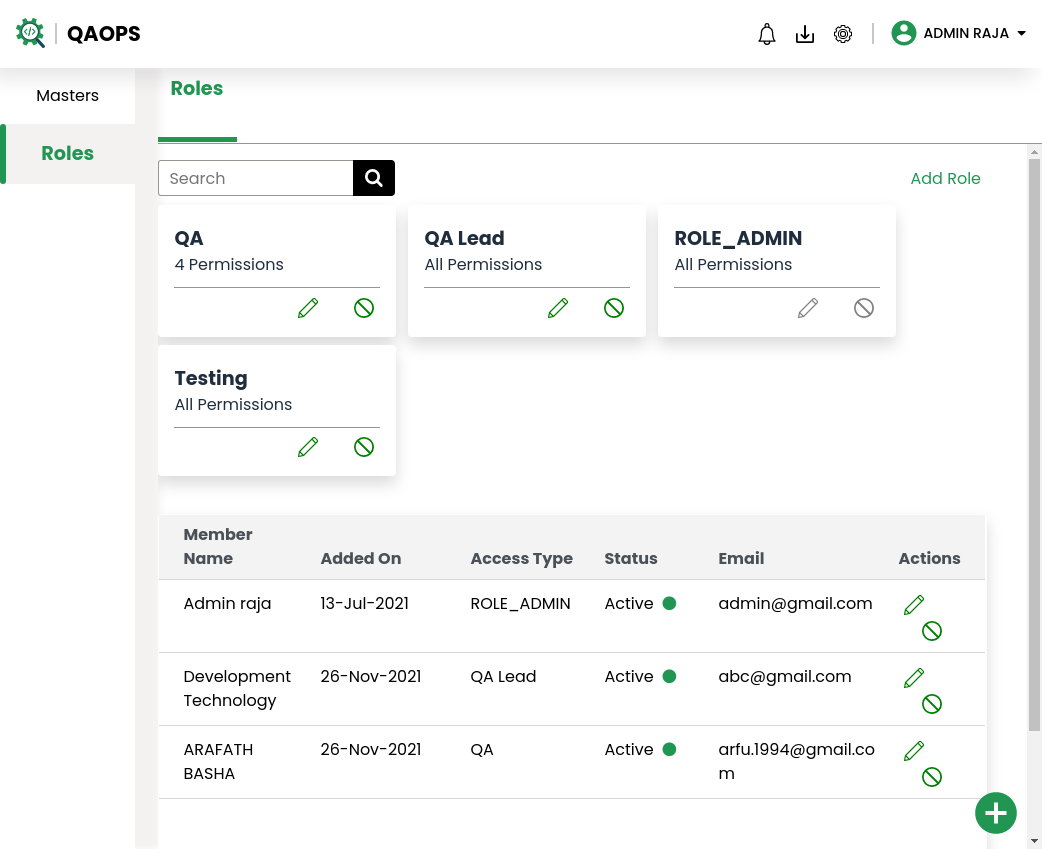 QAOPS
ADMIN RAJA
Masters
Roles
Roles
Search
Add Role
QA
4 Permissions
QA Lead
All Permissions
ROLE_ADMIN
All Permissions
Testing
All Permissions
Member
Name Added On Access Type Status Email Actions
Admin raja 13-Jul-2021 ROLE_ADMIN Active admin@gmail.com
Development 26-Nov-2021 QA Lead Active abc@gmail.com
Technology
ARAFATH 26-Nov-2021 QA Active arfu.1994@gmail.co
BASHA m